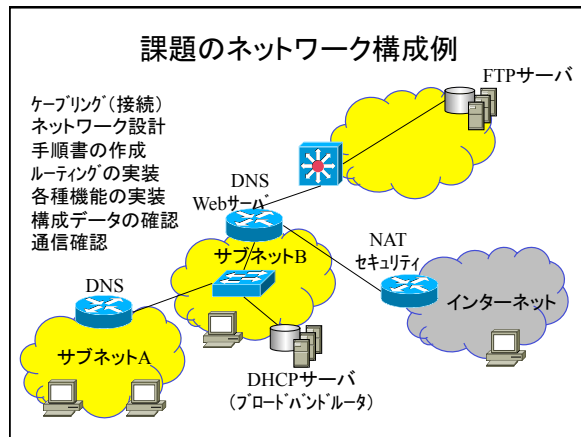 課題のネットワーク構成例
FTPサーバ
ｹｰﾌﾞﾘﾝｸﾞ(接続)
ネットワーク設計
手順書の作成
ﾙｰﾃｨﾝｸﾞの実装
各種機能の実装
構成データの確認
通信確認
DNS
Webｻｰﾊﾞ
サブネットB
NAT
セキュリティ
インターネット
DNS
サブネットA
DHCPサーバ
(ﾌﾞﾛｰﾄﾞﾊﾞﾝﾄﾞﾙｰﾀ)